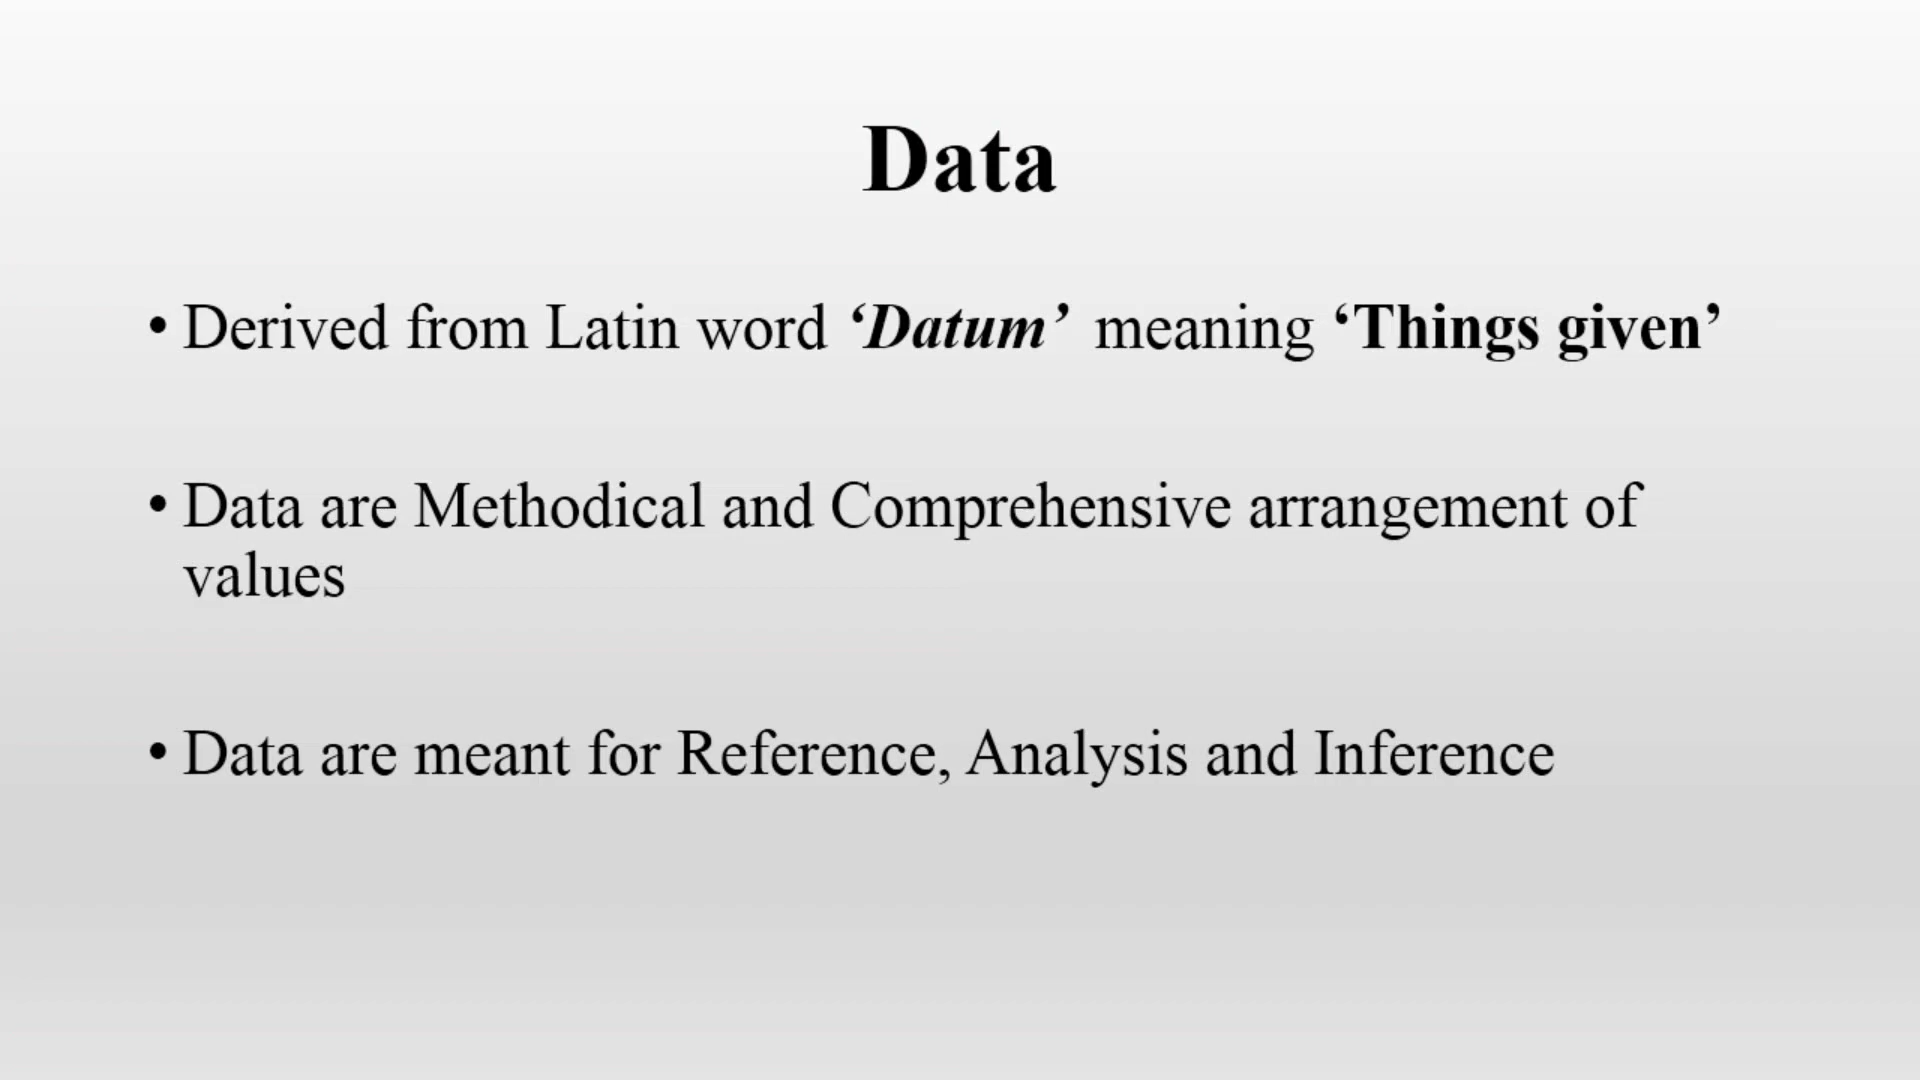 Data
• Derived from Latin word ‘Datum’ meaning ‘Things given’
• Data are Methodical and Comprehensive arrangement of
values
• Data are meant for Reference, Analysis and Inference